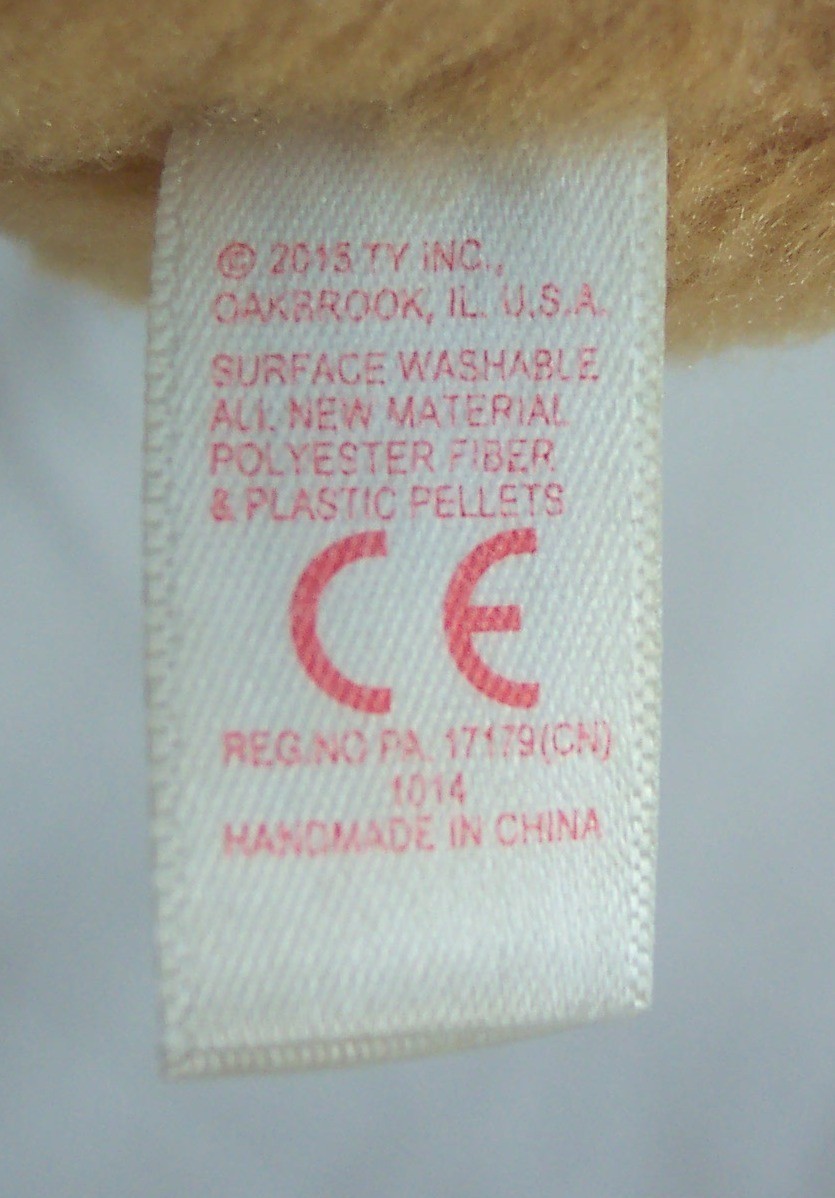 © 2015 TY INC.,
OAKBROOK, IL. U.S.A.
SURFACE WASHABLE
ALL NEW MATERIAL
POLYESTER FIBER
& PLASTIC PELLETS
CE
REG.NO PA. 17179(CN)
1014
HANDMADE IN CHINA